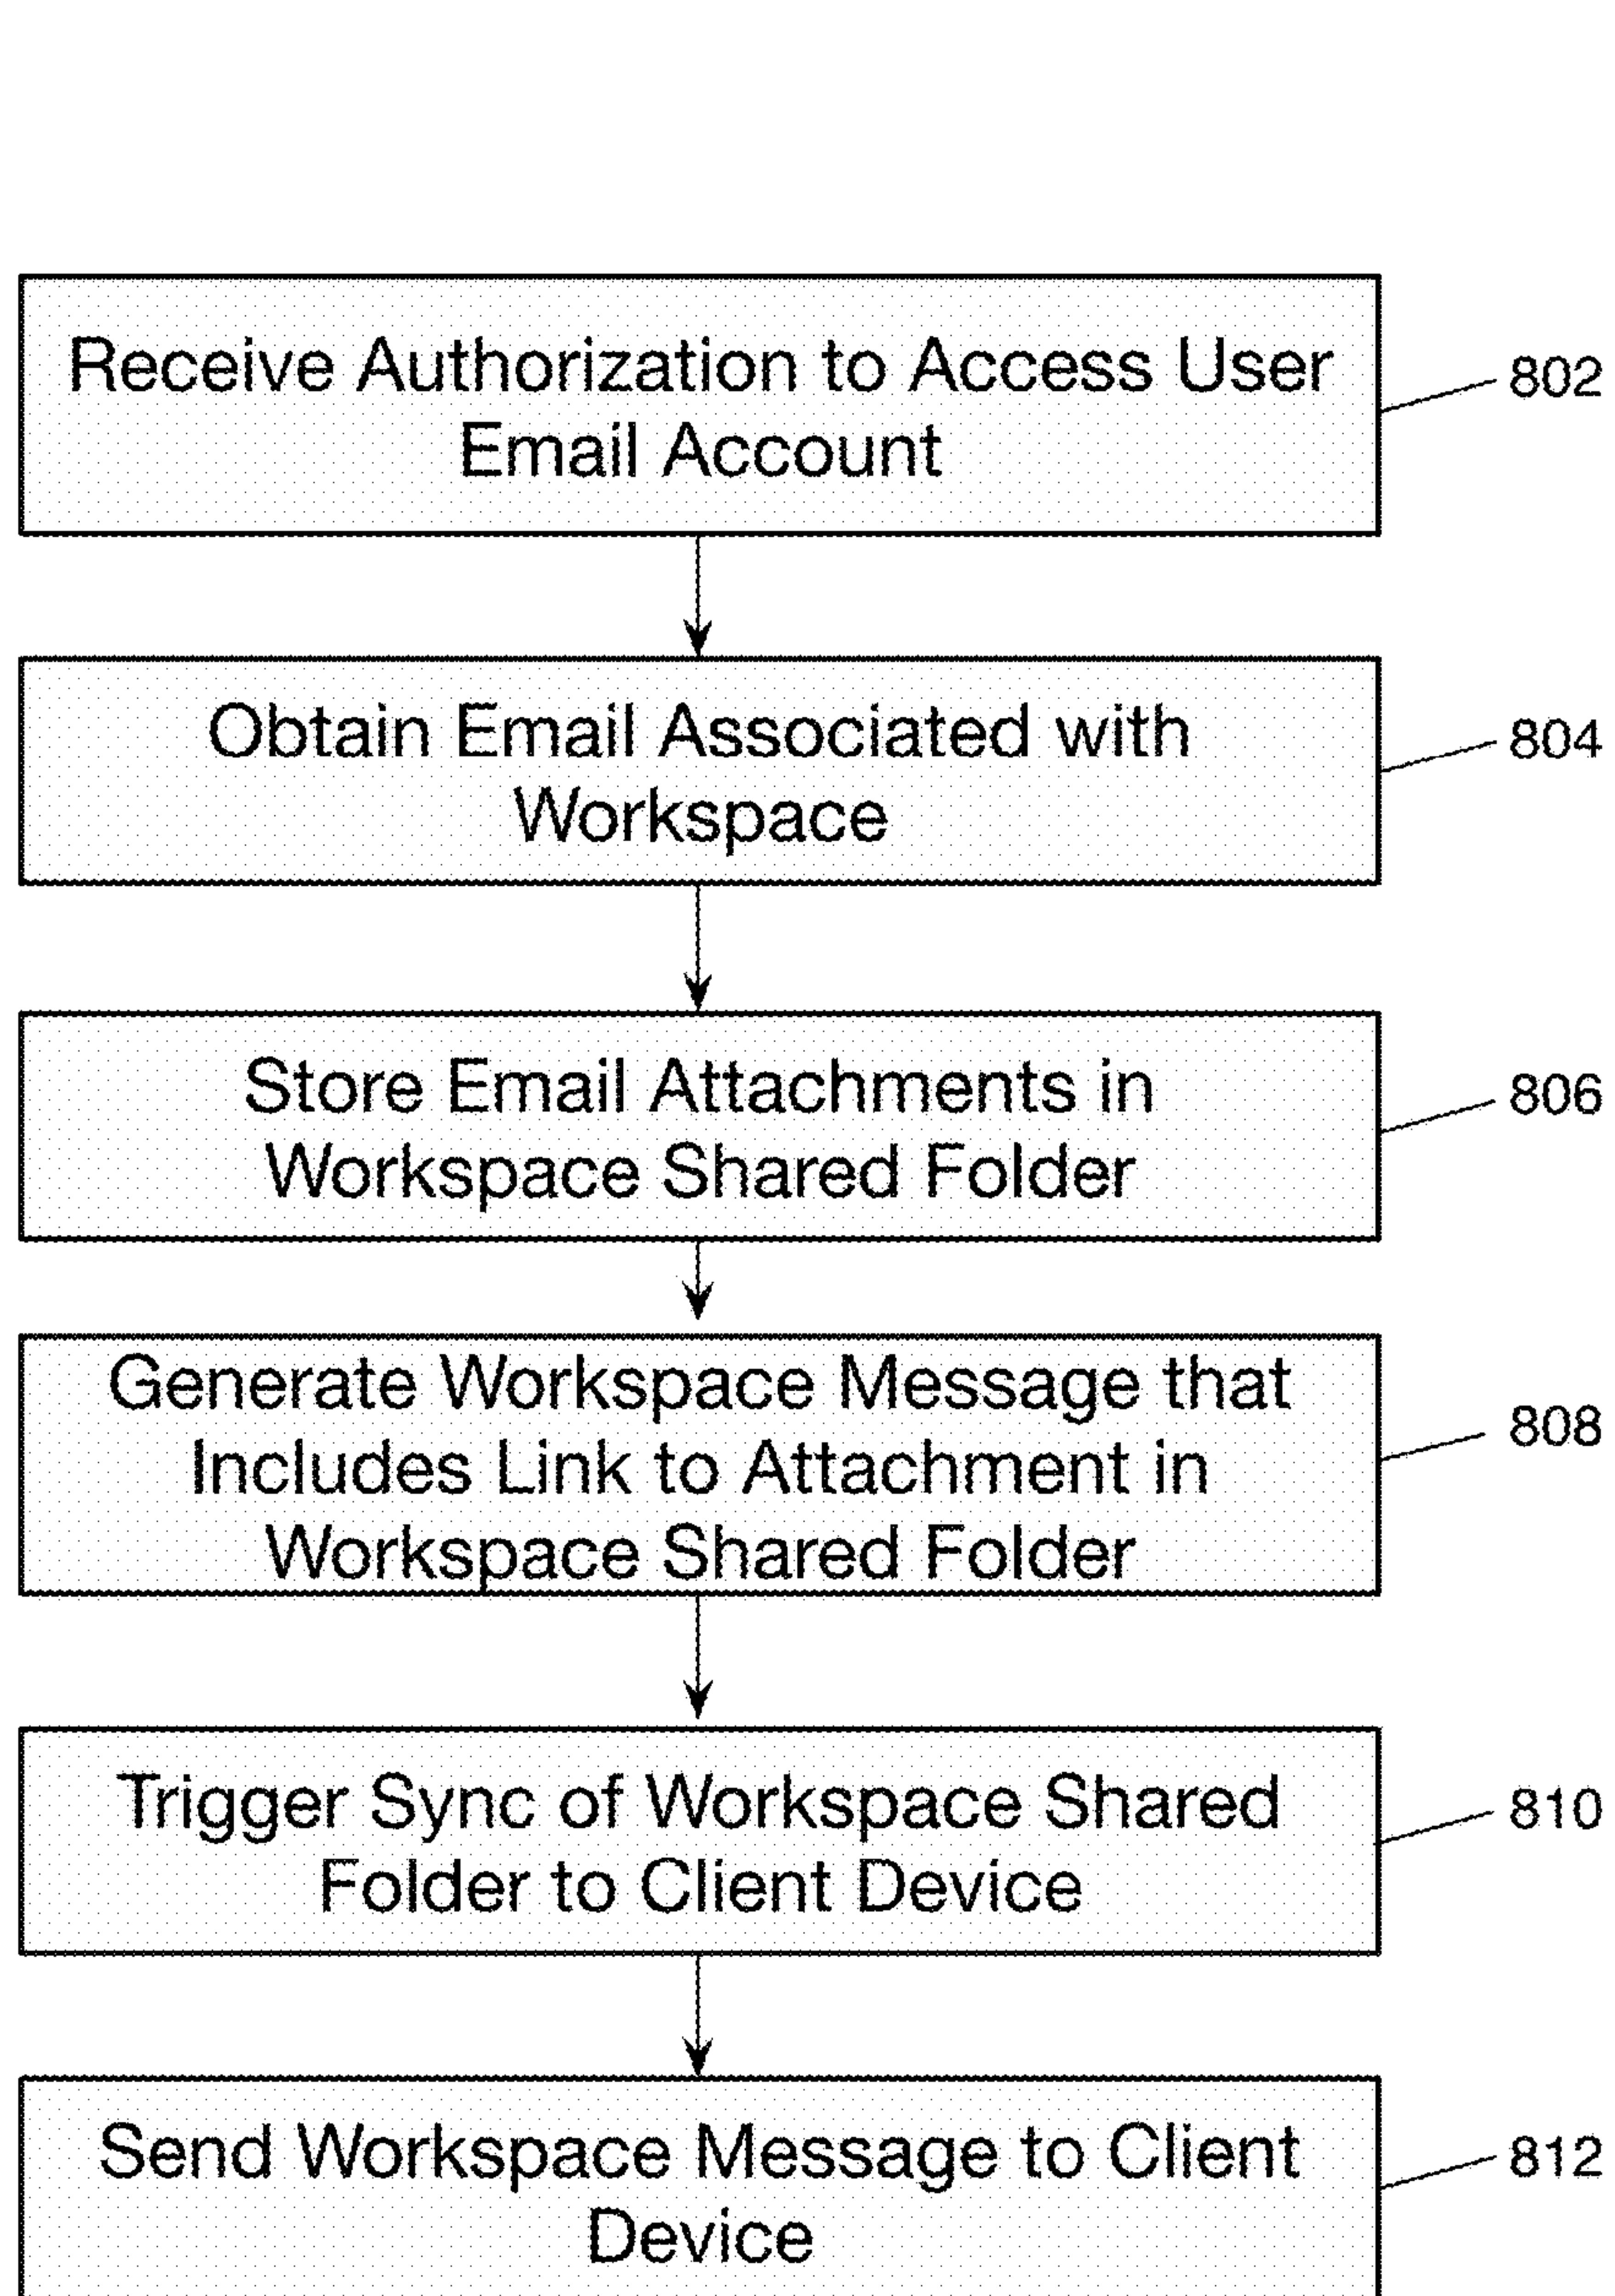 Receive Authorization to Access User
Email Account
802
Obtain Email Associated with
Workspace
804
Store Email Attachments in
Workspace Shared Folder
806
Generate Workspace Message that
Includes Link to Attachment in
Workspace Shared Folder
808
Trigger Sync of Workspace Shared
Folder to Client Device
810
Send Workspace Message to Client
Device
812